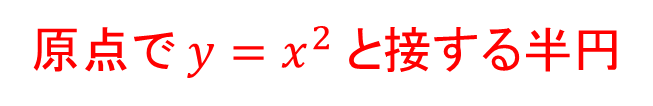 原点で y = x² と接する半円